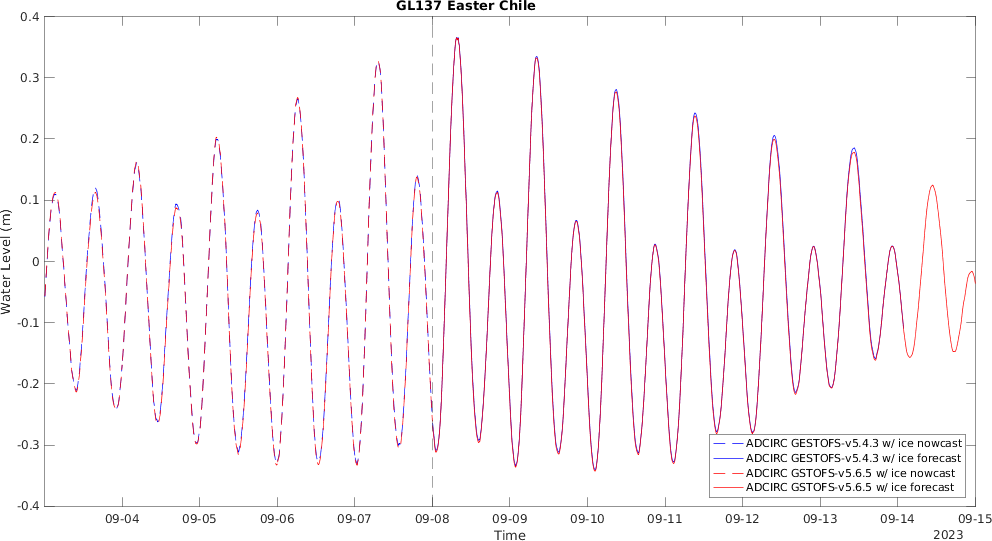 GL137 Easter Chile
0.4
0.3
0.2
0.1
0
-0.1
-0.2
-0.3
-0.4
Water Level (m)
ADCIRC GESTOFS-v5.4.3 w/ ice nowcast
ADCIRC GESTOFS-v5.4.3 w/ ice forecast
ADCIRC GSTOFS-v5.6.5 w/ ice nowcast
ADCIRC GSTOFS-v5.6.5 w/ ice forecast
09-04 09-05 09-06 09-07 09-08 09-09 09-10 09-11 09-12 09-13 09-14 09-15
Time
2023